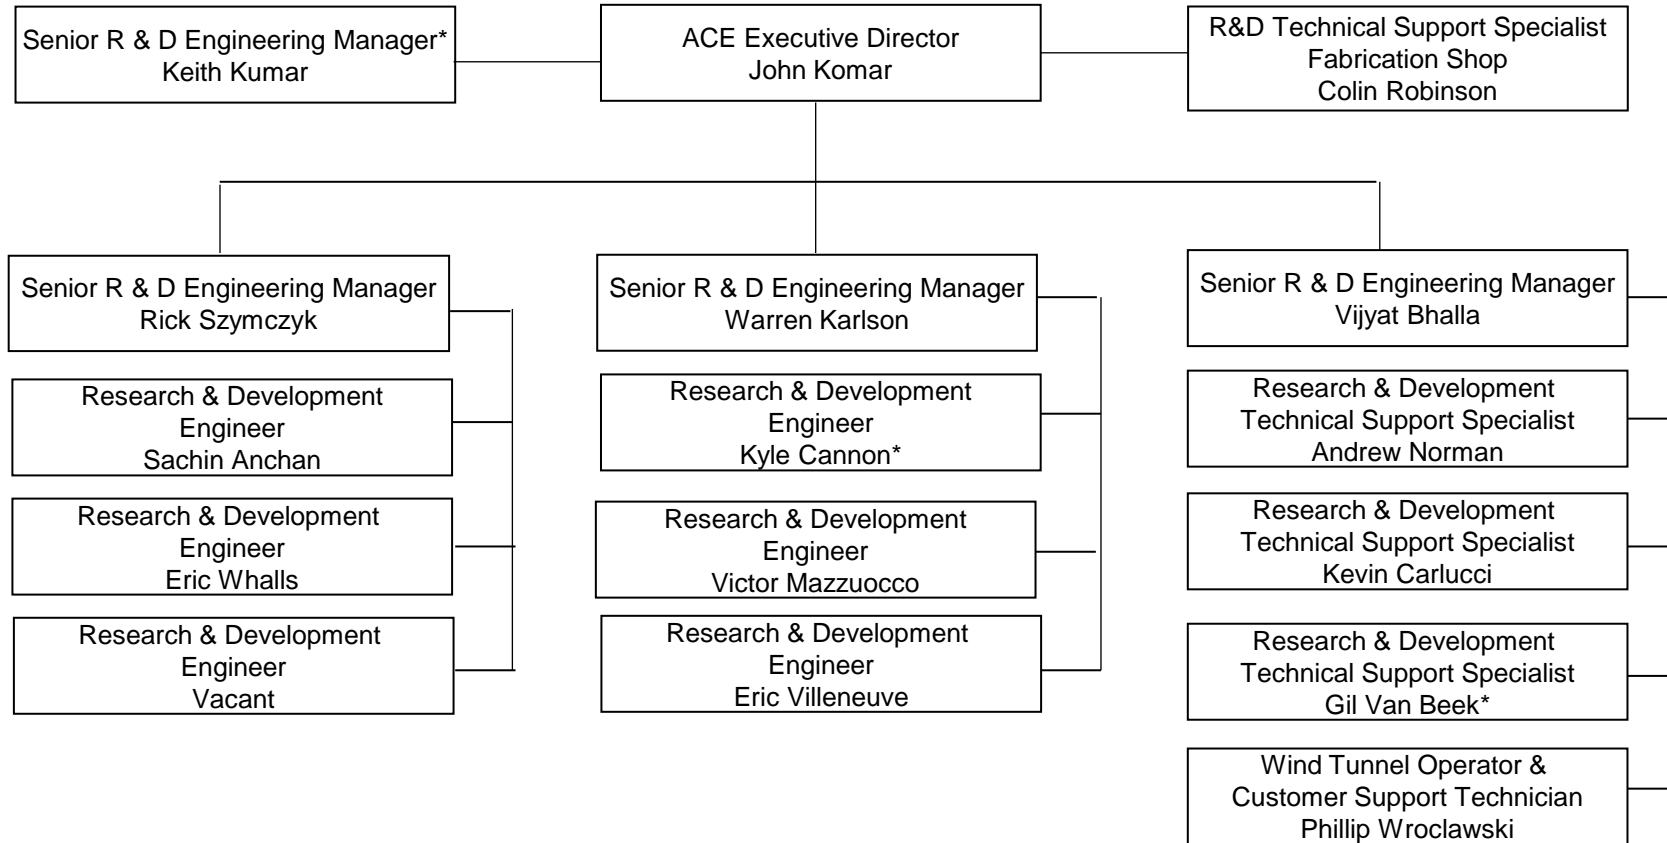 Senior R & D Engineering Manager*
Keith Kumar
ACE Executive Director
John Komar
R&D Technical Support Specialist
Fabrication Shop
Colin Robinson
Senior R & D Engineering Manager
Rick Szymczyk
Research & Development
Engineer
Sachin Anchan
Research & Development
Engineer
Eric Whalls
Research & Development
Engineer
Vacant
Senior R & D Engineering Manager
Warren Karlson
Research & Development
Engineer
Kyle Cannon*
Research & Development
Engineer
Victor Mazzuocco
Research & Development
Engineer
Eric Villeneuve
Senior R & D Engineering Manager
Vijyat Bhalla
Research & Development
Technical Support Specialist
Andrew Norman
Research & Development
Technical Support Specialist
Kevin Carlucci
Research & Development
Technical Support Specialist
Gil Van Beek*
Wind Tunnel Operator &
Customer Support Technician
Phillip Wroclawski